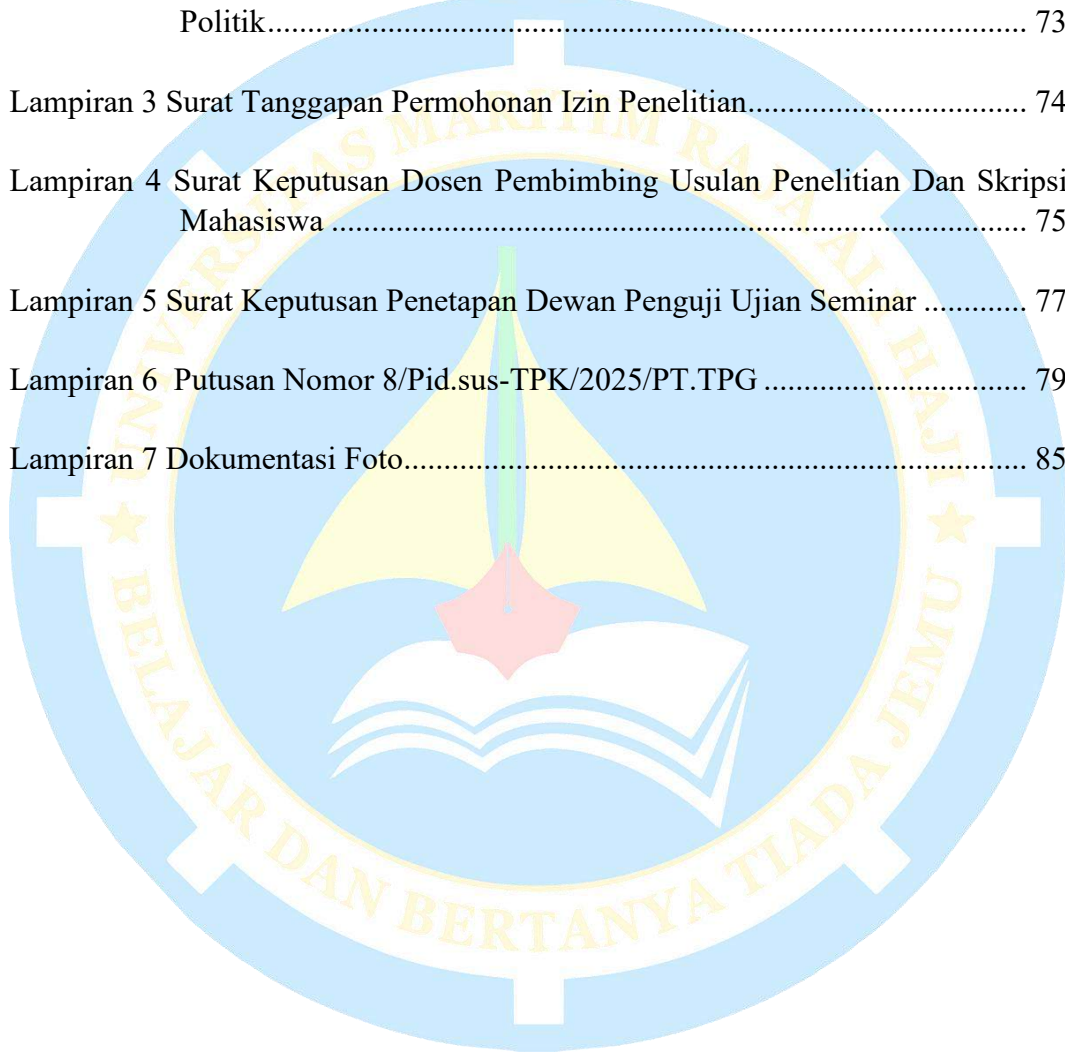 Politik........................................................................................ 73
Lampiran 3 Surat Tanggapan Permohonan Izin Penelitian................................ 74
Lampiran 4 Surat Keputusan Dosen Pembimbing Usulan Penelitian Dan Skripsi
Mahasiswa ................................................................................ 75
Lampiran 5 Surat Keputusan Penetapan Dewan Penguji Ujian Seminar ............ 77
Lampiran 6 Putusan Nomor 8/Pid.sus-TPK/2025/PT.TPG ............................... 79
Lampiran 7 Dokumentasi Foto........................................................................ 85
UNIVERSITAS MARITIM RAJA ALI HAJI
BELAJAR DAN BERTANYA TIADA JEMU